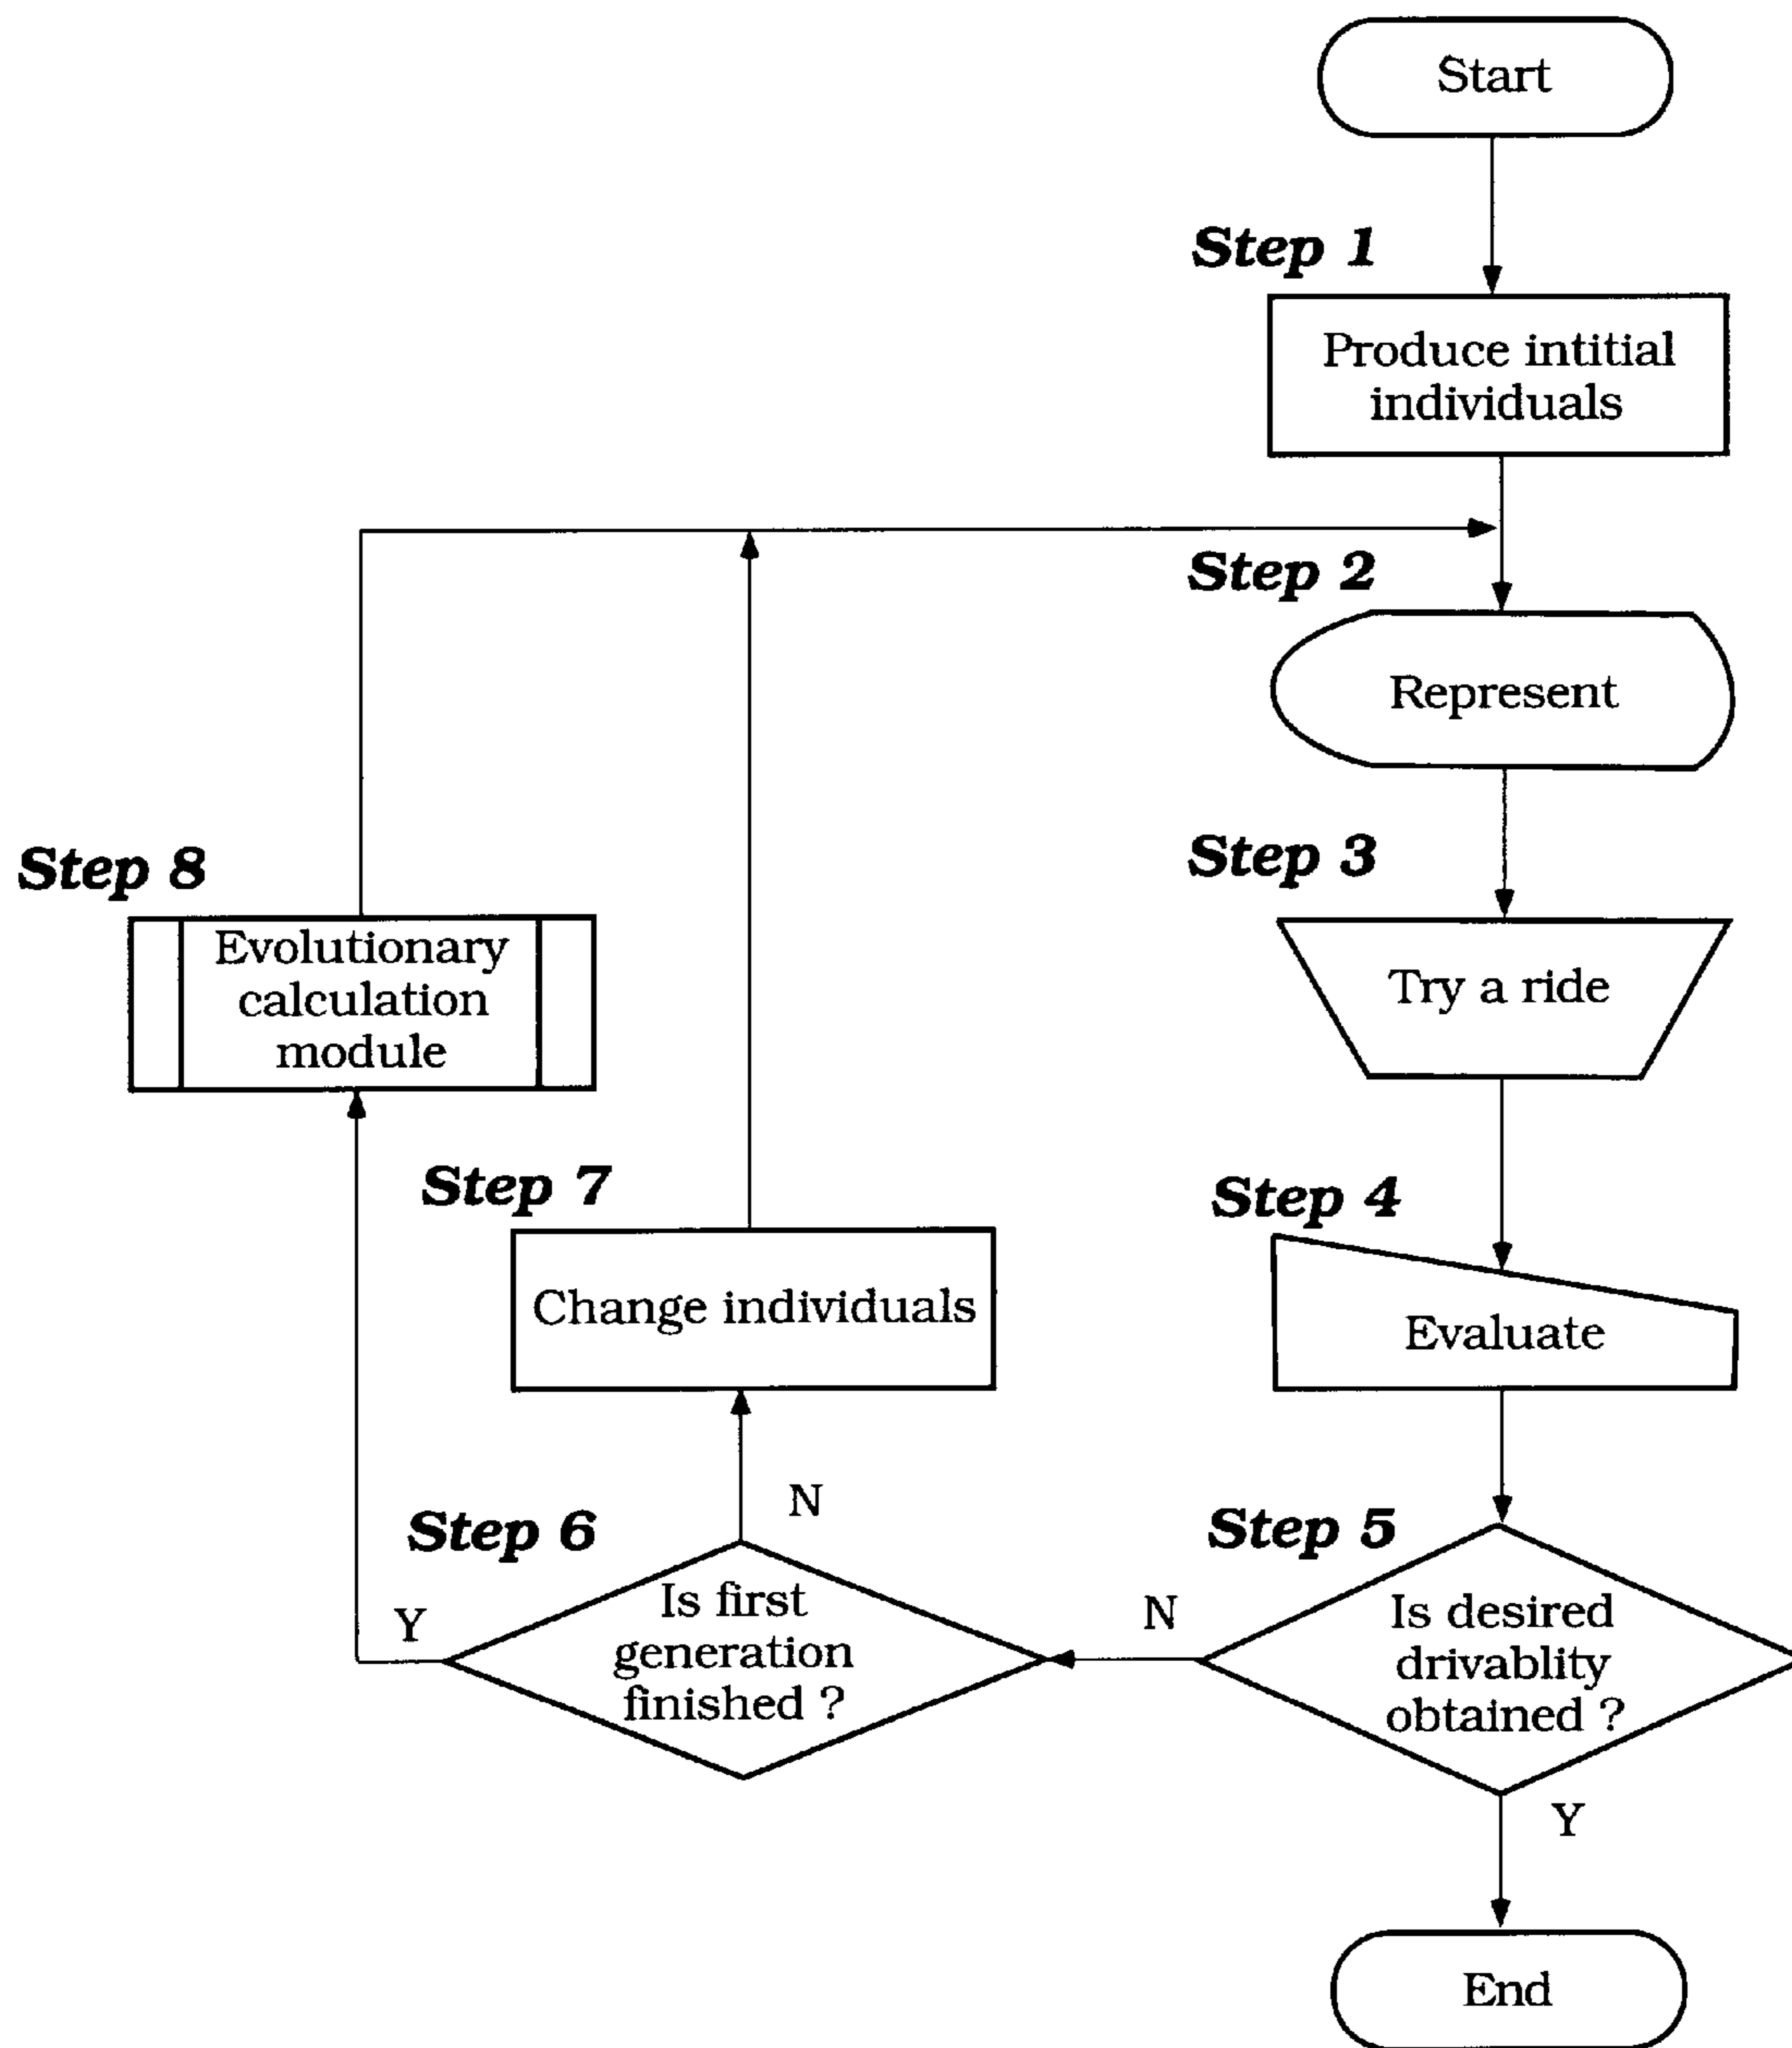 Start
Step 1
Produce intitial
individuals
Step 2
Represent
Step 3
Try a ride
Step 4
Evaluate
Step 5
Is desired
drivablity
obtained ?
N
Y
Step 6
Is first
generation
finished ?
N
Y
Step 7
Change individuals
Step 8
Evolutionary
calculation
module
End